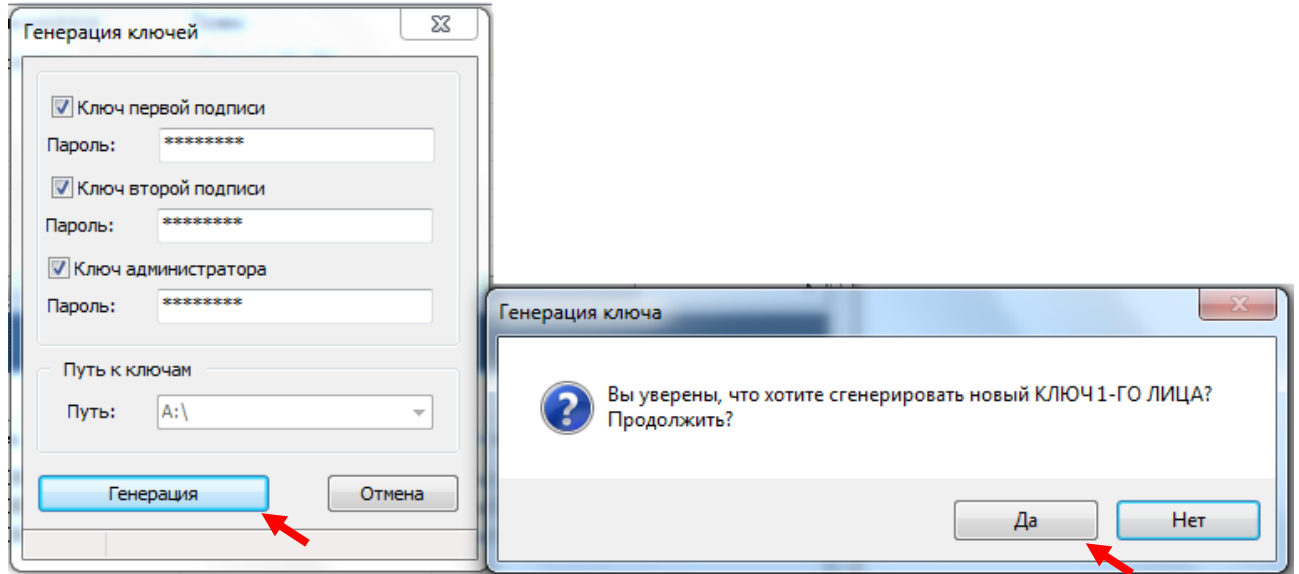 Генерация ключей
Ключ первой подписи
Пароль: ********
Ключ второй подписи
Пароль: ********
Ключ администратора
Пароль: ********
Путь к ключам
Путь: A:\
Генерация Отмена
Генерация ключа
Вы уверены, что хотите сгенерировать новый КЛЮЧ 1-ГО ЛИЦА?
Продолжить?
Да Нет